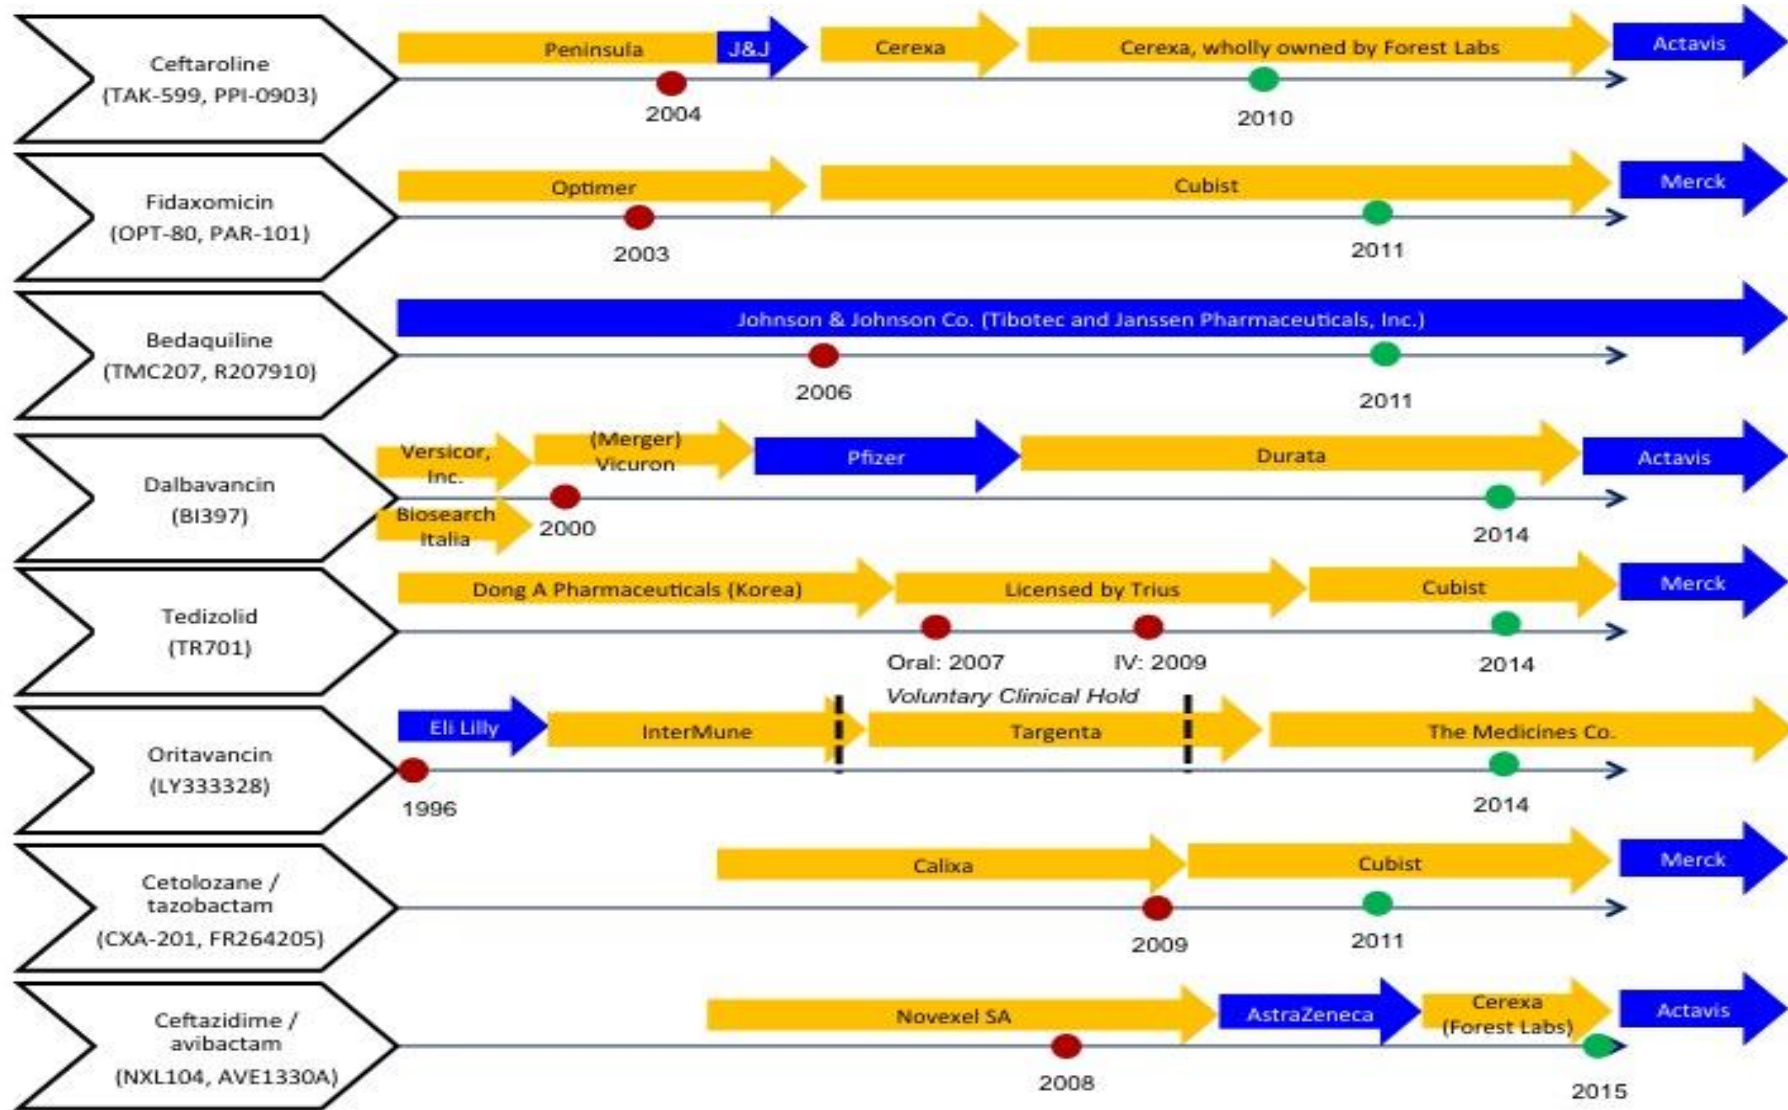 Ceftaroline
(TAK-599, PPI-0903)
Peninsula
J&J
Cerexa
Cerexa, wholly owned by Forest Labs
Actavis
2004
2010
Fidaxomicin
(OPT-80, PAR-101)
Optimer
Cubist
Merck
2003
2011
Bedaquiline
(TMC207, R207910)
Johnson & Johnson Co. (Tibotec and Janssen Pharmaceuticals, Inc.)
2006
2011
Dalbavancin
(BI397)
Versicor,
Inc.
Biosearch
Italia
(Merger)
Vicuron
Pfizer
Durata
Actavis
2000
2014
Tedizolid
(TR701)
Dong A Pharmaceuticals (Korea)
Licensed by Trius
Cubist
Merck
Oral: 2007
IV: 2009
2014
Oritavancin
(LY333328)
Voluntary Clinical Hold
Eli Lilly
InterMune
Targenta
The Medicines Co.
1996
2014
Cetolozane /
tazobactam
(CXA-201, FR264205)
Calixa
Cubist
Merck
2009
2011
Ceftazidime /
avibactam
(NXL104, AVE1330A)
Novexel SA
AstraZeneca
Cerexa
(Forest Labs)
Actavis
2008
2015